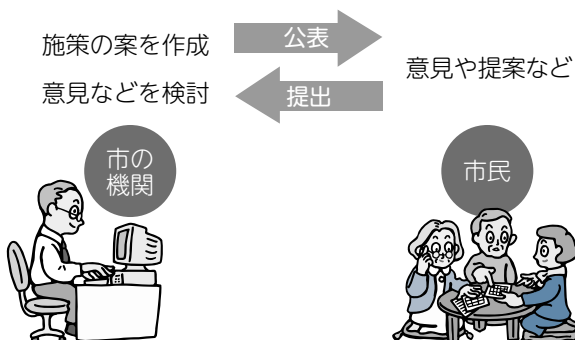 施策の案を作成
公表
意見などを検討
提出
意見や提案など
市の
機関
市民